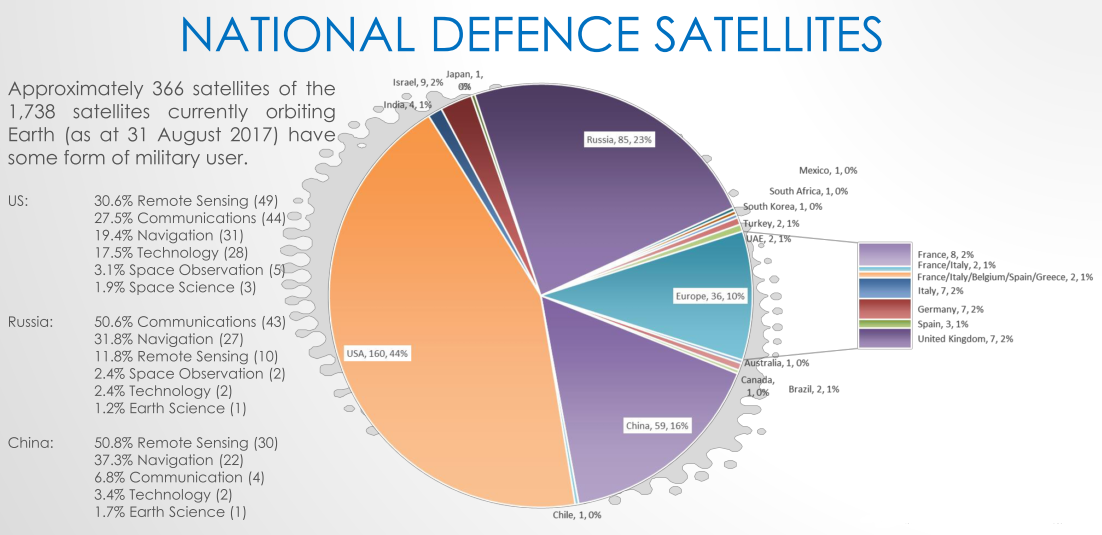 NATIONAL DEFENCE SATELLITES
Approximately 366 satellites of the
1,738 satellites currently orbiting
Earth (as at 31 August 2017) have
some form of military user.
US: 30.6% Remote Sensing (49)
27.5% Communications (44)
19.4% Navigation (31)
17.5% Technology (28)
3.1% Space Observation (5)
1.9% Space Science (3)
Russia: 50.6% Communications (43)
31.8% Navigation (27)
11.8% Remote Sensing (10)
2.4% Space Observation (2)
2.4% Technology (2)
1.2% Earth Science (1)
China: 50.8% Remote Sensing (30)
37.3% Navigation (22)
6.8% Communication (4)
3.4% Technology (2)
1.7% Earth Science (1)
Japan, 1,
0%
Israel, 9, 2%
India, 4, 1%
Russia, 85, 23%
Mexico, 1, 0%
South Africa, 1, 0%
South Korea, 1, 0%
Turkey, 2, 1%
UAE, 2, 1%
Europe, 36, 10%
France, 8, 2%
France/Italy, 2, 1%
France/Italy/Belgium/Spain/Greece, 2, 1%
Italy, 7, 2%
Germany, 7, 2%
Spain, 3, 1%
United Kingdom, 7, 2%
USA, 160, 44%
Australia, 1, 0%
Canada,
1, 0%
Brazil, 2, 1%
China, 59, 16%
Chile, 1, 0%